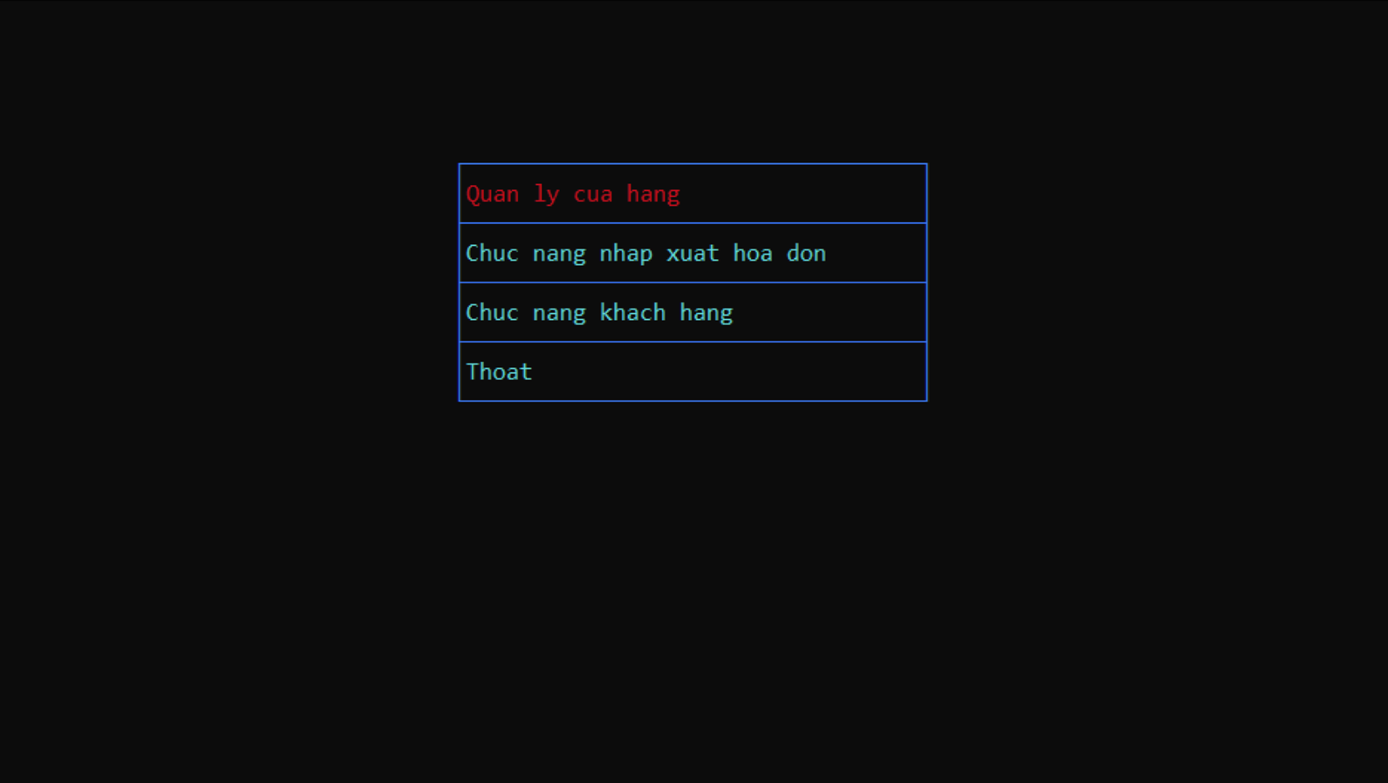 Quan ly cua hang
Chuc nang nhap xuat hoa don
Chuc nang khach hang
Thoat